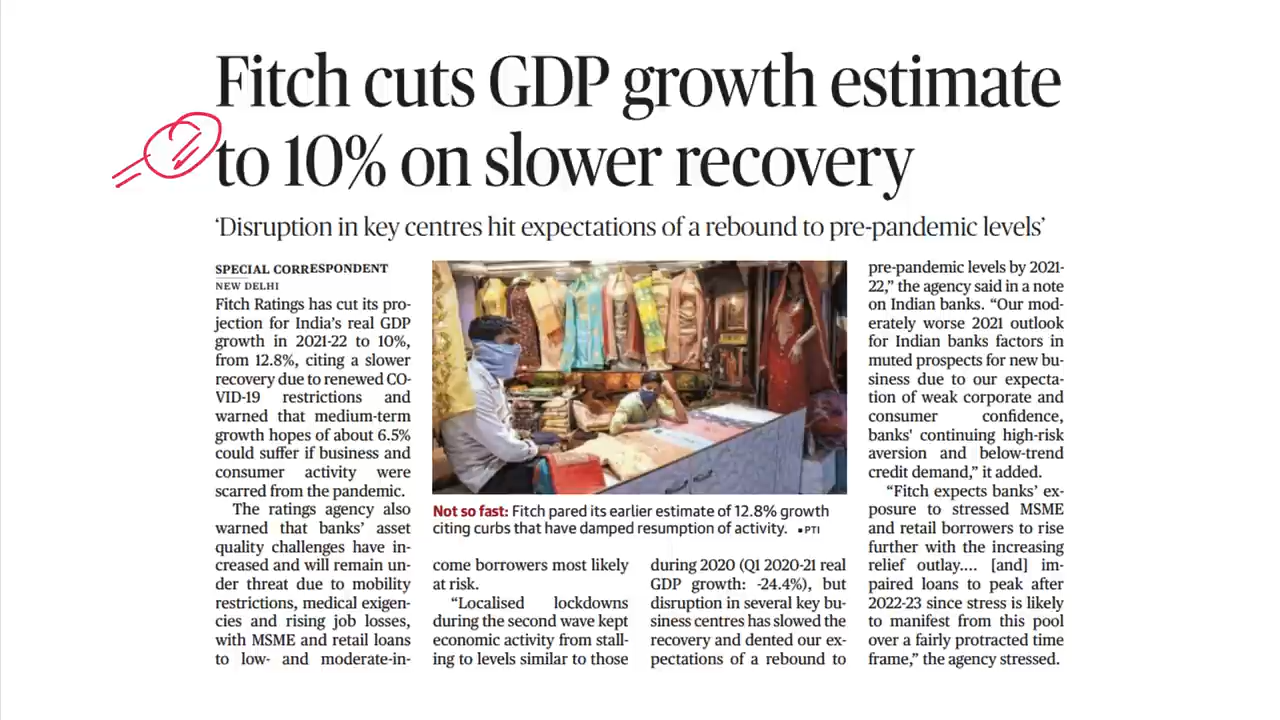 Fitch cuts GDP growth estimate
to 10% on slower recovery
‘Disruption in key centres hit expectations of a rebound to pre-pandemic levels’
SPECIAL CORRESPONDENT
NEW DELHI
Fitch Ratings has cut its pro-
jection for India’s real GDP
growth in 2021-22 to 10%,
from 12.8%, citing a slower
recovery due to renewed CO-
VID-19 restrictions and
warned that medium-term
growth hopes of about 6.5%
could suffer if business and
consumer activity were
scarred from the pandemic.
The ratings agency also
warned that banks’ asset
quality challenges have in-
creased and will remain un-
der threat due to mobility
restrictions, medical exigen-
cies and rising job losses,
with MSME and retail loans
to low- and moderate-in-
Not so fast: Fitch pared its earlier estimate of 12.8% growth
citing curbs that have damped resumption of activity. ▪PTI
come borrowers most likely
at risk.
“Localised lockdowns
during the second wave kept
economic activity from stall-
ing to levels similar to those
during 2020 (Q1 2020-21 real
GDP growth: -24.4%), but
disruption in several key bu-
siness centres has slowed the
recovery and dented our ex-
pectations of a rebound to
pre-pandemic levels by 2021-
22,” the agency said in a note
on Indian banks. “Our mod-
erately worse 2021 outlook
for Indian banks factors in
muted prospects for new bu-
siness due to our expecta-
tion of weak corporate and
consumer confidence,
banks' continuing high-risk
aversion and below-trend
credit demand,” it added.
“Fitch expects banks’ ex-
posure to stressed MSME
and retail borrowers to rise
further with the increasing
relief outlay.... [and] im-
paired loans to peak after
2022-23 since stress is likely
to manifest from this pool
over a fairly protracted time
frame,” the agency stressed.